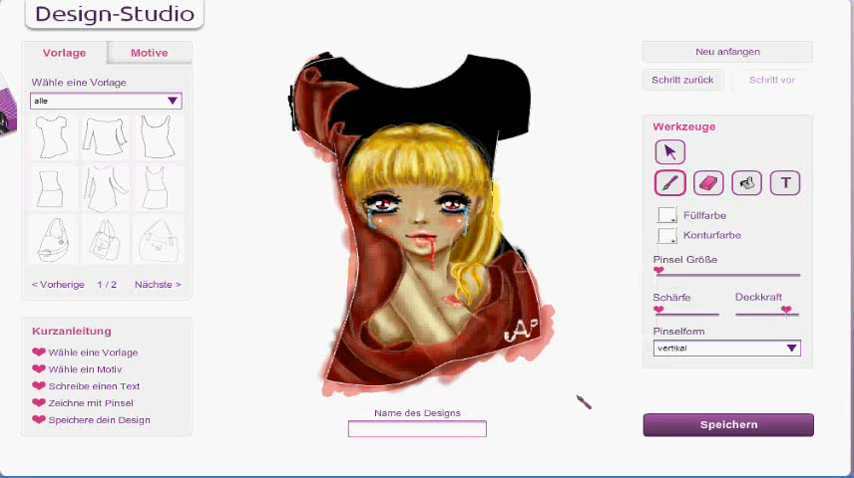 Design-Studio
Vorlage
Motive
Wähle eine Vorlage
alle
< Vorherige
1 / 2
Nächste >
Kurzanleitung
Wähle eine Vorlage
Wähle ein Motiv
Schreibe einen Text
Zeichne mit Pinsel
Speichere dein Design
Name des Designs
Neu anfangen
Schritt zurück
Schritt vor
Werkzeuge
T
Füllfarbe
Konturfarbe
Pinsel Größe
Schärfe
Deckkraft
Pinselform
vertikal
Speichern